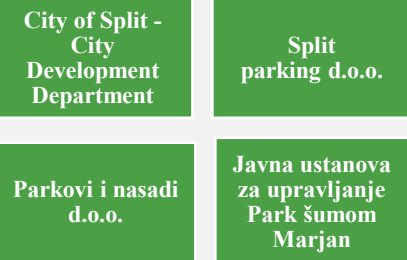 City of Split -
City
Development
Department
Split
parking d.o.o.
Parkovi i nasadi
d.o.o.
Javna ustanova
za upravljanje
Park šumom
Marjan